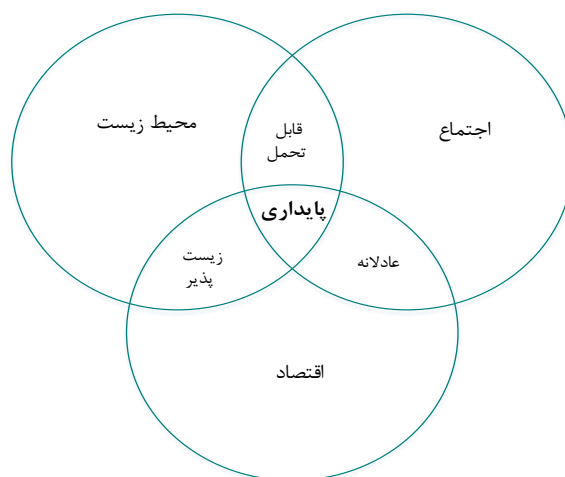 اجتماع
محیط زیست
قابل
تحمل
پایداری
عادلانه
زیست
پذیر
اقتصاد